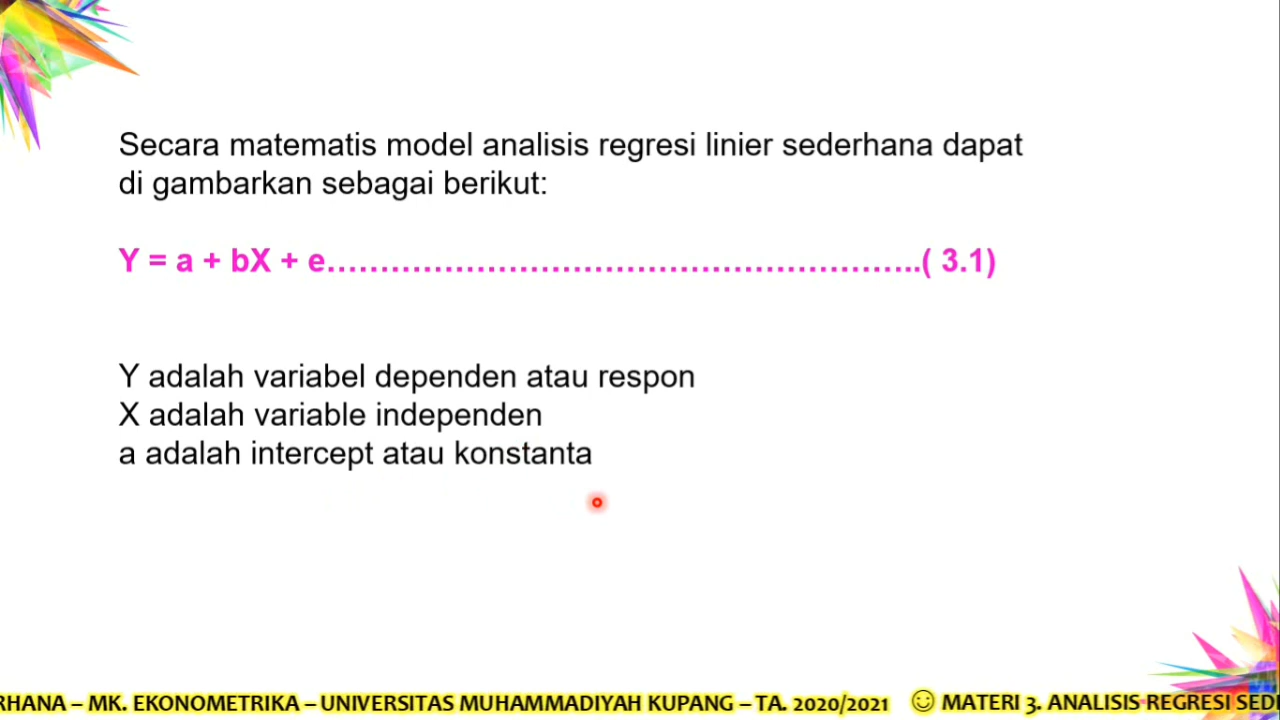 Secara matematis model analisis regresi linier sederhana dapat
di gambarkan sebagai berikut:
Y = a + bX + e…………………………………………………..( 3.1)
Y adalah variabel dependen atau respon
X adalah variable independen
a adalah intercept atau konstanta
RHANA – MK. EKONOMETRIKA – UNIVERSITAS MUHAMMADIYAH KUPANG – TA. 2020/2021 ☺ MATERI 3. ANALISIS REGRESI SED